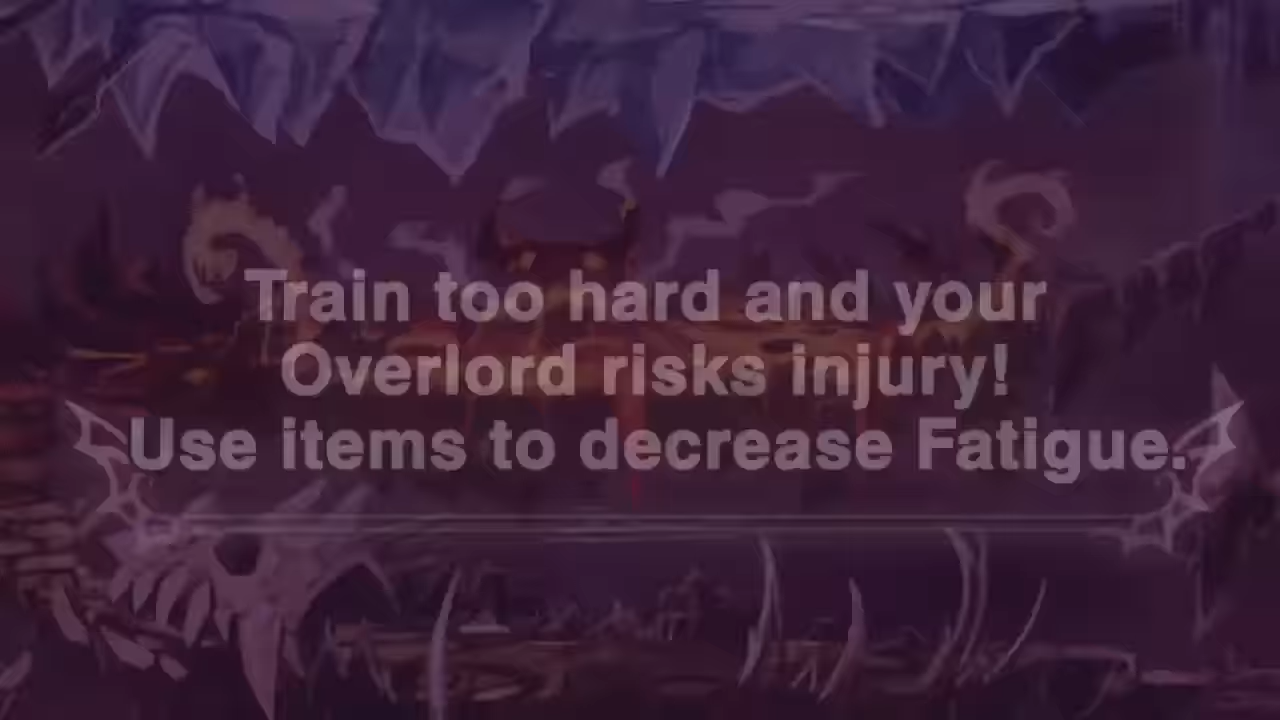 Train too hard and your
Overlord risks injury!
Use items to decrease Fatigue.